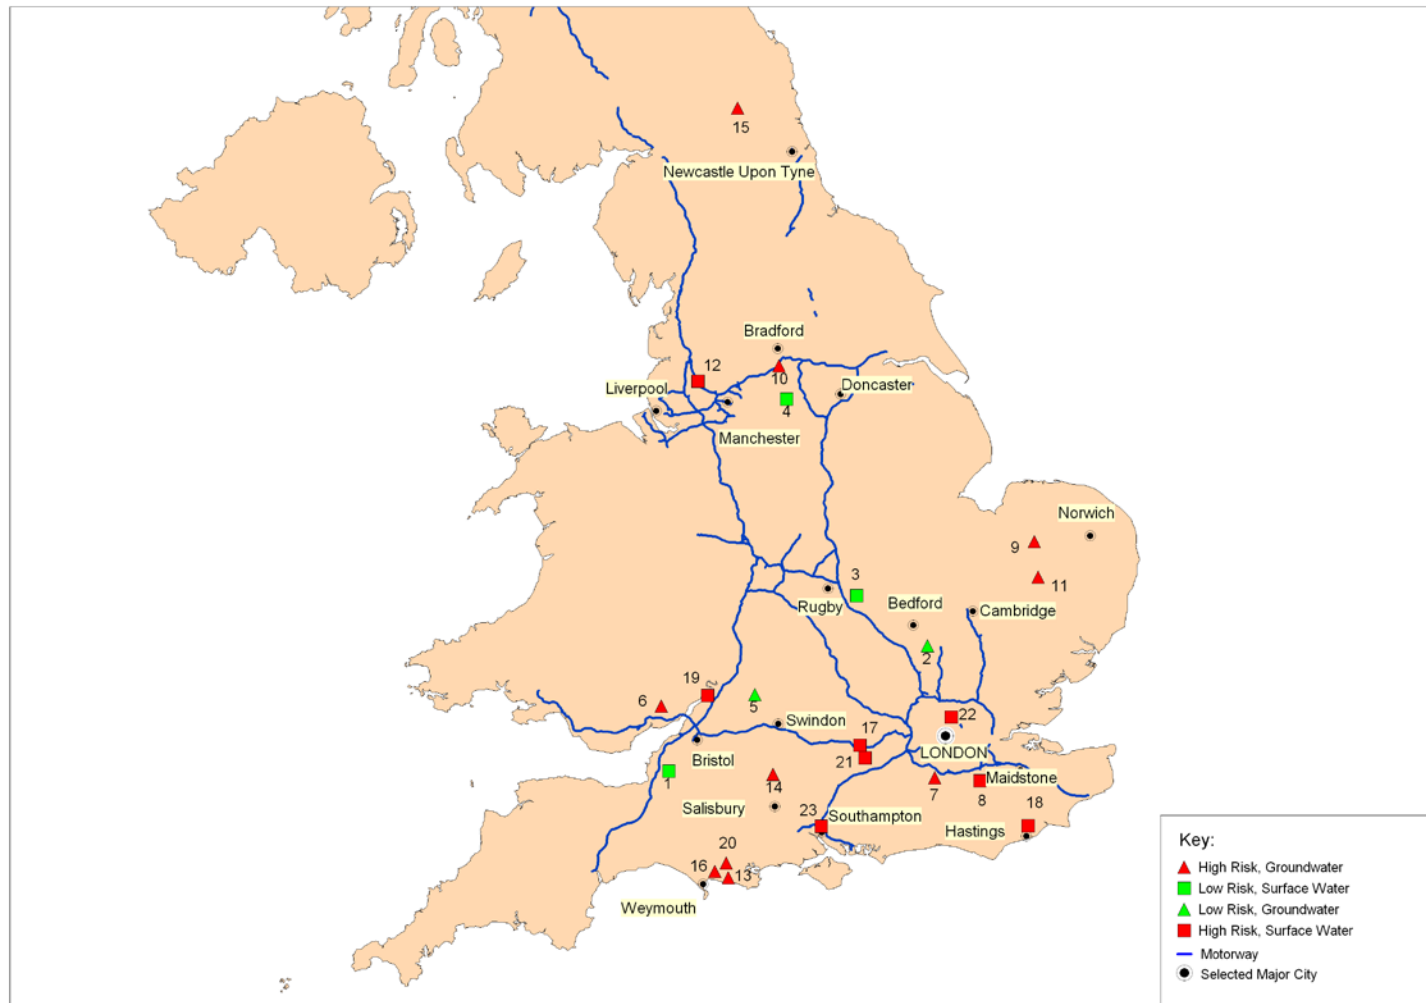 15
Newcastle Upon Tyne
Bradford
12
10
Liverpool
Doncaster
4
Manchester
Norwich
9
11
3
Rugby
Bedford
Cambridge
2
19
6
5
Swindon
17
22
LONDON
Bristol
21
1
14
7
8
Maidstone
Salisbury
23
Southampton
18
Hastings
20
16
13
Weymouth
Key:
High Risk, Groundwater
Low Risk, Surface Water
Low Risk, Groundwater
High Risk, Surface Water
Motorway
Selected Major City